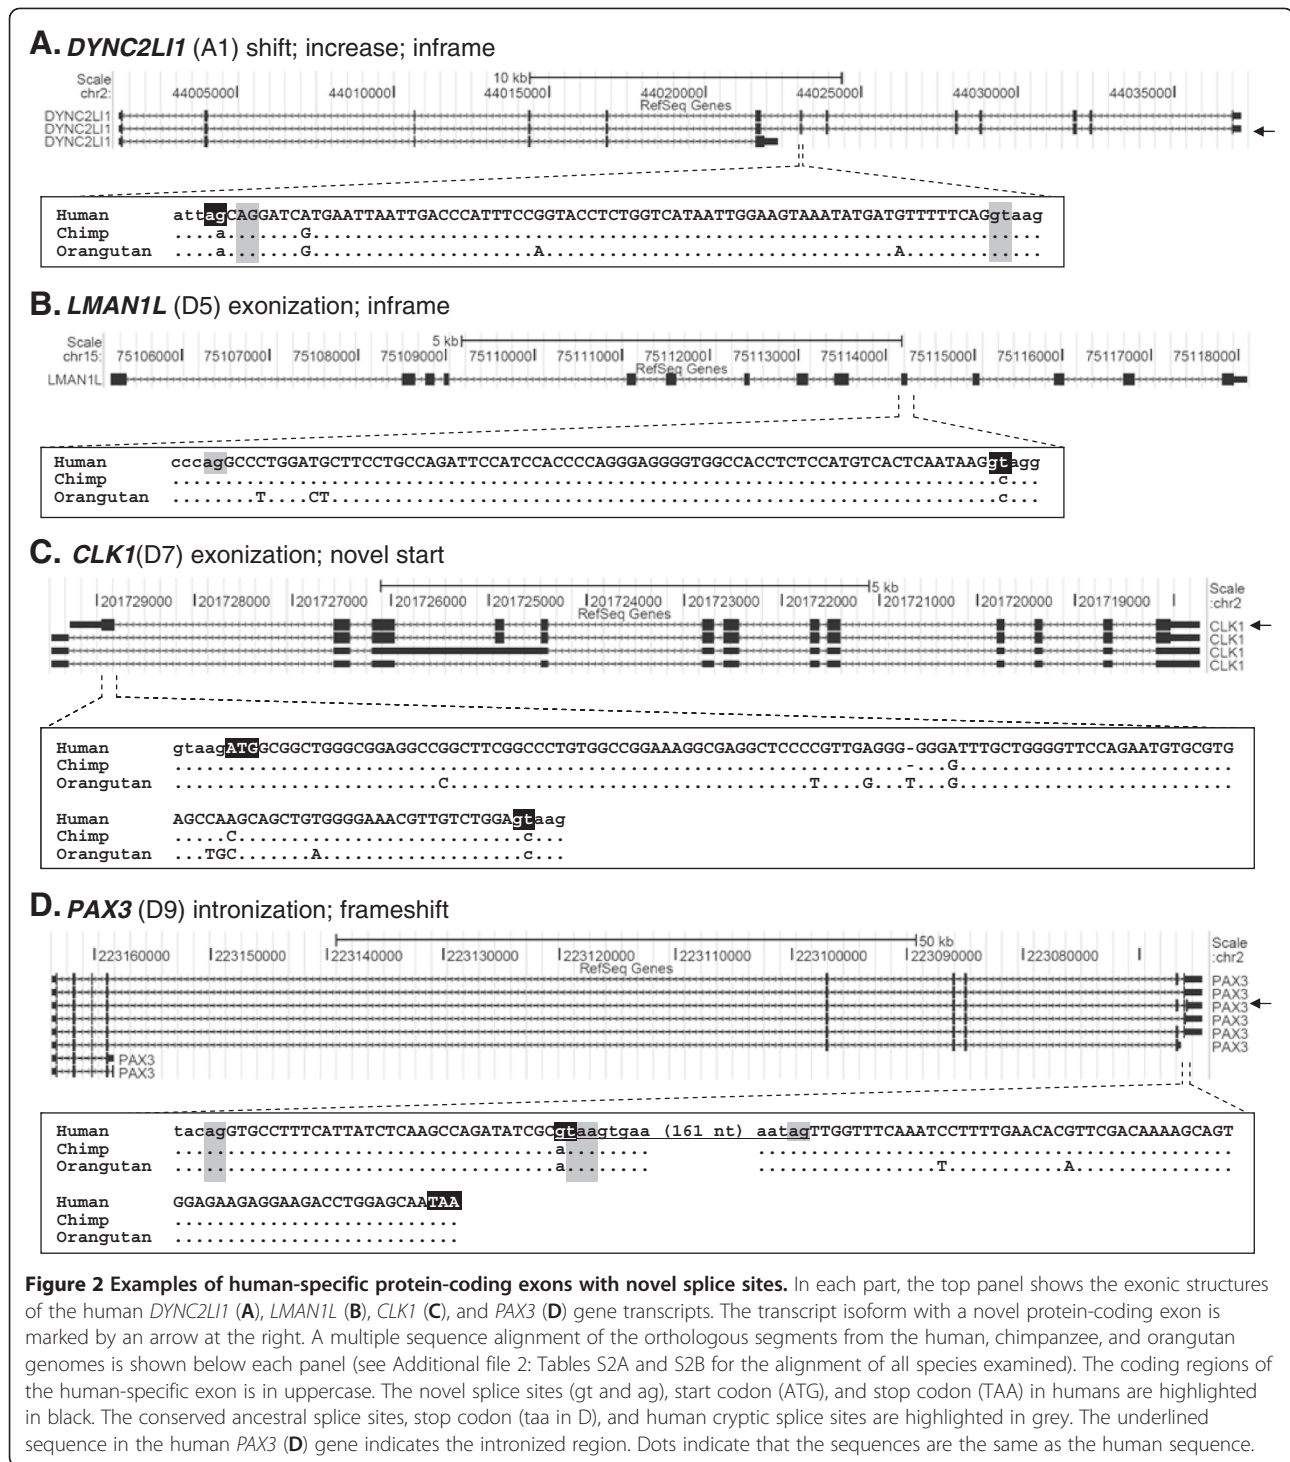 A. DYNC2LI1 (A1) shift; increase; inframe
Scale
10 kb
chr2:
44005000 44010000 44015000 44020000 44025000 44030000 44035000
RefSeq Genes
DYNC2LI1
DYNC2LI1
DYNC2LI1
Human attagCAGGATCATGAATTAATTGACCCATTTCCGGTACCTCTGGTCATAATTGGAAGTAAATATGATGTTTTTCAGgtaag
Chimp ....a.......G....................................................................
Orangutan ....a.......G.....................A................................A.............
B. LMAN1L (D5) exonization; inframe
Scale
5 kb
chr15:
75106000 75107000 75108000 75109000 75110000 75111000 75112000 75113000 75114000 75115000 75116000 75117000 75118000
RefSeq Genes
LMAN1L
Human cccagGCCCTGGATGCTTCCTGCCAGATTCCATCCACCCCAGGGAGGGGTGGCCACCTCTCCATGTCACTCAATAAGgtagg
Chimp .............................................................................c...
Orangutan ........T....CT..............................................................c...
C. CLK1(D7) exonization; novel start
5 kb
Scale
201729000 201728000 201727000 201726000 201725000 201724000 201723000 201722000 201721000 201720000 201719000
:chr2
RefSeq Genes
CLK1
CLK1
CLK1
CLK1
Human gtaagATGGCGGCTGGGCGGAGGCCGGCTTCGGCCCTGTGGCCGGAAAGGCGAGGCTCCCCGTTGAGGG-GGGATTTGCTGGGGTTCCAGAATGTGCGTG
Chimp .....................................................................-...G..........................
Orangutan .........................C..................................T....G...T...G..........................
Human AGCCAAGCAGCTGTGGGGAAACGTTGTCTGGAgtaag
Chimp .....C...........................c...
Orangutan ...TGC.......A...................c...
D. PAX3 (D9) intronization; frameshift
50 kb
Scale
223160000 223150000 223140000 223130000 223120000 223110000 223100000 223090000 223080000
:chr2
RefSeq Genes
PAX3
PAX3
PAX3
PAX3
PAX3
PAX3
PAX3
PAX3
Human tacagGTGCCTTTCATTATCTCAAGCCAGATATCGCgtaagtgaa (161 nt) aatagTTGGTTTCAAATCCTTTTGAACACGTTCGACAAAAGCAGT
Chimp ....................................a........ .............................................
Orangutan ....................................a........ .................T...........A...............
Human GGAGAAGAGGAAGACCTGGAGCAATAA
Chimp ...........................
Orangutan ...........................
Figure 2 Examples of human-specific protein-coding exons with novel splice sites. In each part, the top panel shows the exonic structures
of the human DYNC2LI1 (A), LMAN1L (B), CLK1 (C), and PAX3 (D) gene transcripts. The transcript isoform with a novel protein-coding exon is
marked by an arrow at the right. A multiple sequence alignment of the orthologous segments from the human, chimpanzee, and orangutan
genomes is shown below each panel (see Additional file 2: Tables S2A and S2B for the alignment of all species examined). The coding regions of
the human-specific exon is in uppercase. The novel splice sites (gt and ag), start codon (ATG), and stop codon (TAA) in humans are highlighted
in black. The conserved ancestral splice sites, stop codon (taa in D), and human cryptic splice sites are highlighted in grey. The underlined
sequence in the human PAX3 (D) gene indicates the intronized region. Dots indicate that the sequences are the same as the human sequence.